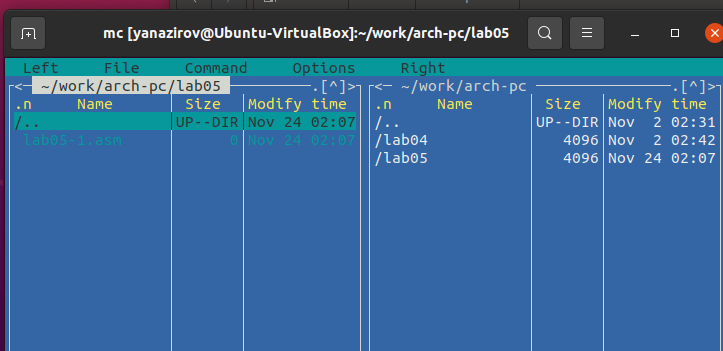 mc [yanazirov@Ubuntu-VirtualBox]:~/work/arch-pc/lab05
Left File Command Options Right
<─ ~/work/arch-pc/lab05 ─.[^]>
.n Name Size Modify time
/.. UP--DIR Nov 24 02:07
lab05-1.asm 0 Nov 24 02:07
<─ ~/work/arch-pc ─.[^]>
.n Name Size Modify time
/.. UP--DIR Nov 2 02:31
/lab04 4096 Nov 2 02:42
/lab05 4096 Nov 24 02:07